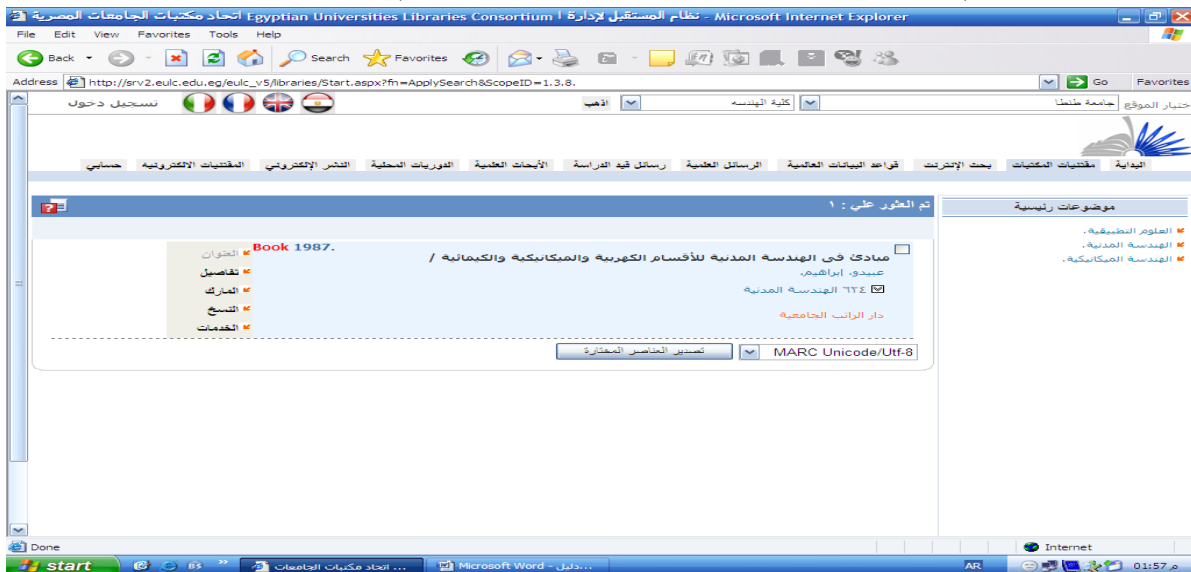 اتحاد مكتبات الجامعات المصرية Egyptian Universities Libraries Consortium ا نظام المستقبل لإدارة - Microsoft Internet Explorer
File Edit View Favorites Tools Help
Back Search Favorites
Address http://srv2.eulc.edu.eg/eulc_v5/libraries/Start.aspx?fn=ApplySearch&ScopeID=1.3.8. Go Favorites
ختيار الموقع جامعة طنطا كلية الهندسه اذهب تسجيل دخول
البداية مقتنيات المكتبات بحث الإنترنت قواعد البيانات العالمية الرسائل العلمية رسائل قيد الدراسة الأبحاث العلمية الدوريات المحلية النشر الإلكتروني المقتنيات الالكترونيه حسابي
موضوعات رئيسية
العلوم التطبيقية.
الهندسة المدنية.
الهندسة الميكانيكية.
تم العثور علي : ١
مبادئ فى الهندسة المدنية للأقسام الكهربية والميكانيكية والكيمائية /
عبيدو، إبراهيم.
٦٢٤ الهندسة المدنية
دار الراتب الجامعية
Book 1987.
العنوان
تفاصيل
المارك
النسخ
الخدمات
MARC Unicode/Utf-8 تصدير العناصر المختارة
Done Internet
start 6 اتحاد مكتبات الجامعات ... دليل - Microsoft Word... AR 01:57 م